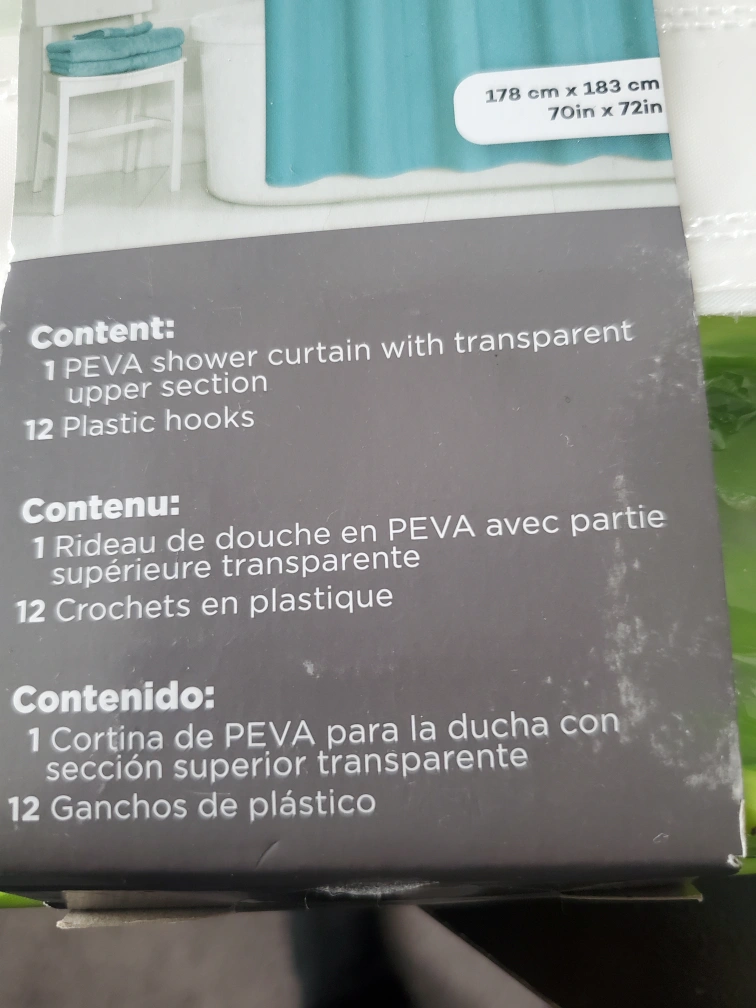 178 cm x 183 cm
70in x 72in
Content:
1 PEVA shower curtain with transparent
upper section
12 Plastic hooks
Contenu:
1 Rideau de douche en PEVA avec partie
supérieure transparente
12 Crochets en plastique
Contenido:
1 Cortina de PEVA para la ducha con
sección superior transparente
12 Ganchos de plástico